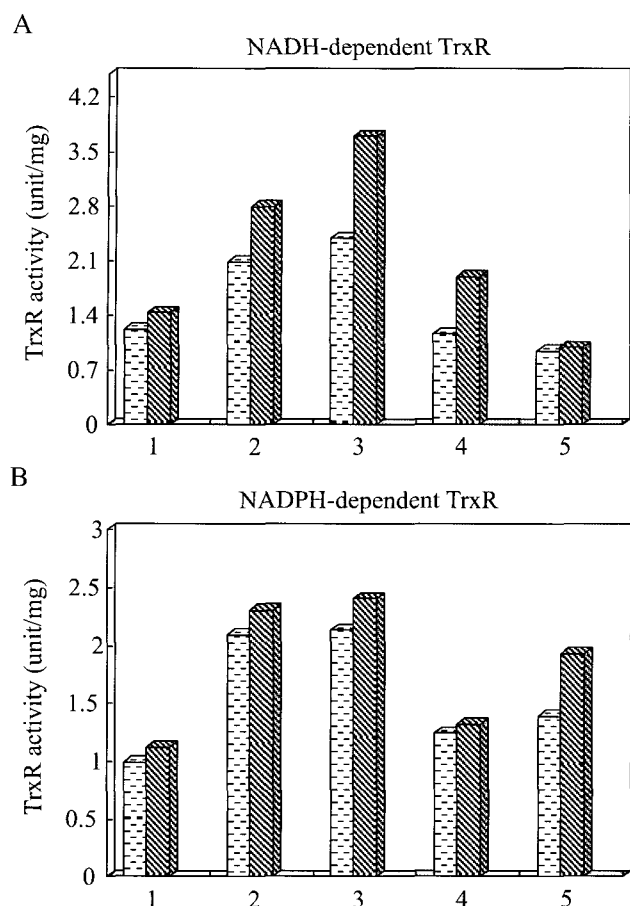 A
NADH-dependent TrxR
TrxR activity (unit/mg)
4.2
3.5
2.8
2.1
1.4
0.7
0
1 2 3 4 5
B
NADPH-dependent TrxR
TrxR activity (unit/mg)
3
2.5
2
1.5
1
0.5
0
1 2 3 4 5